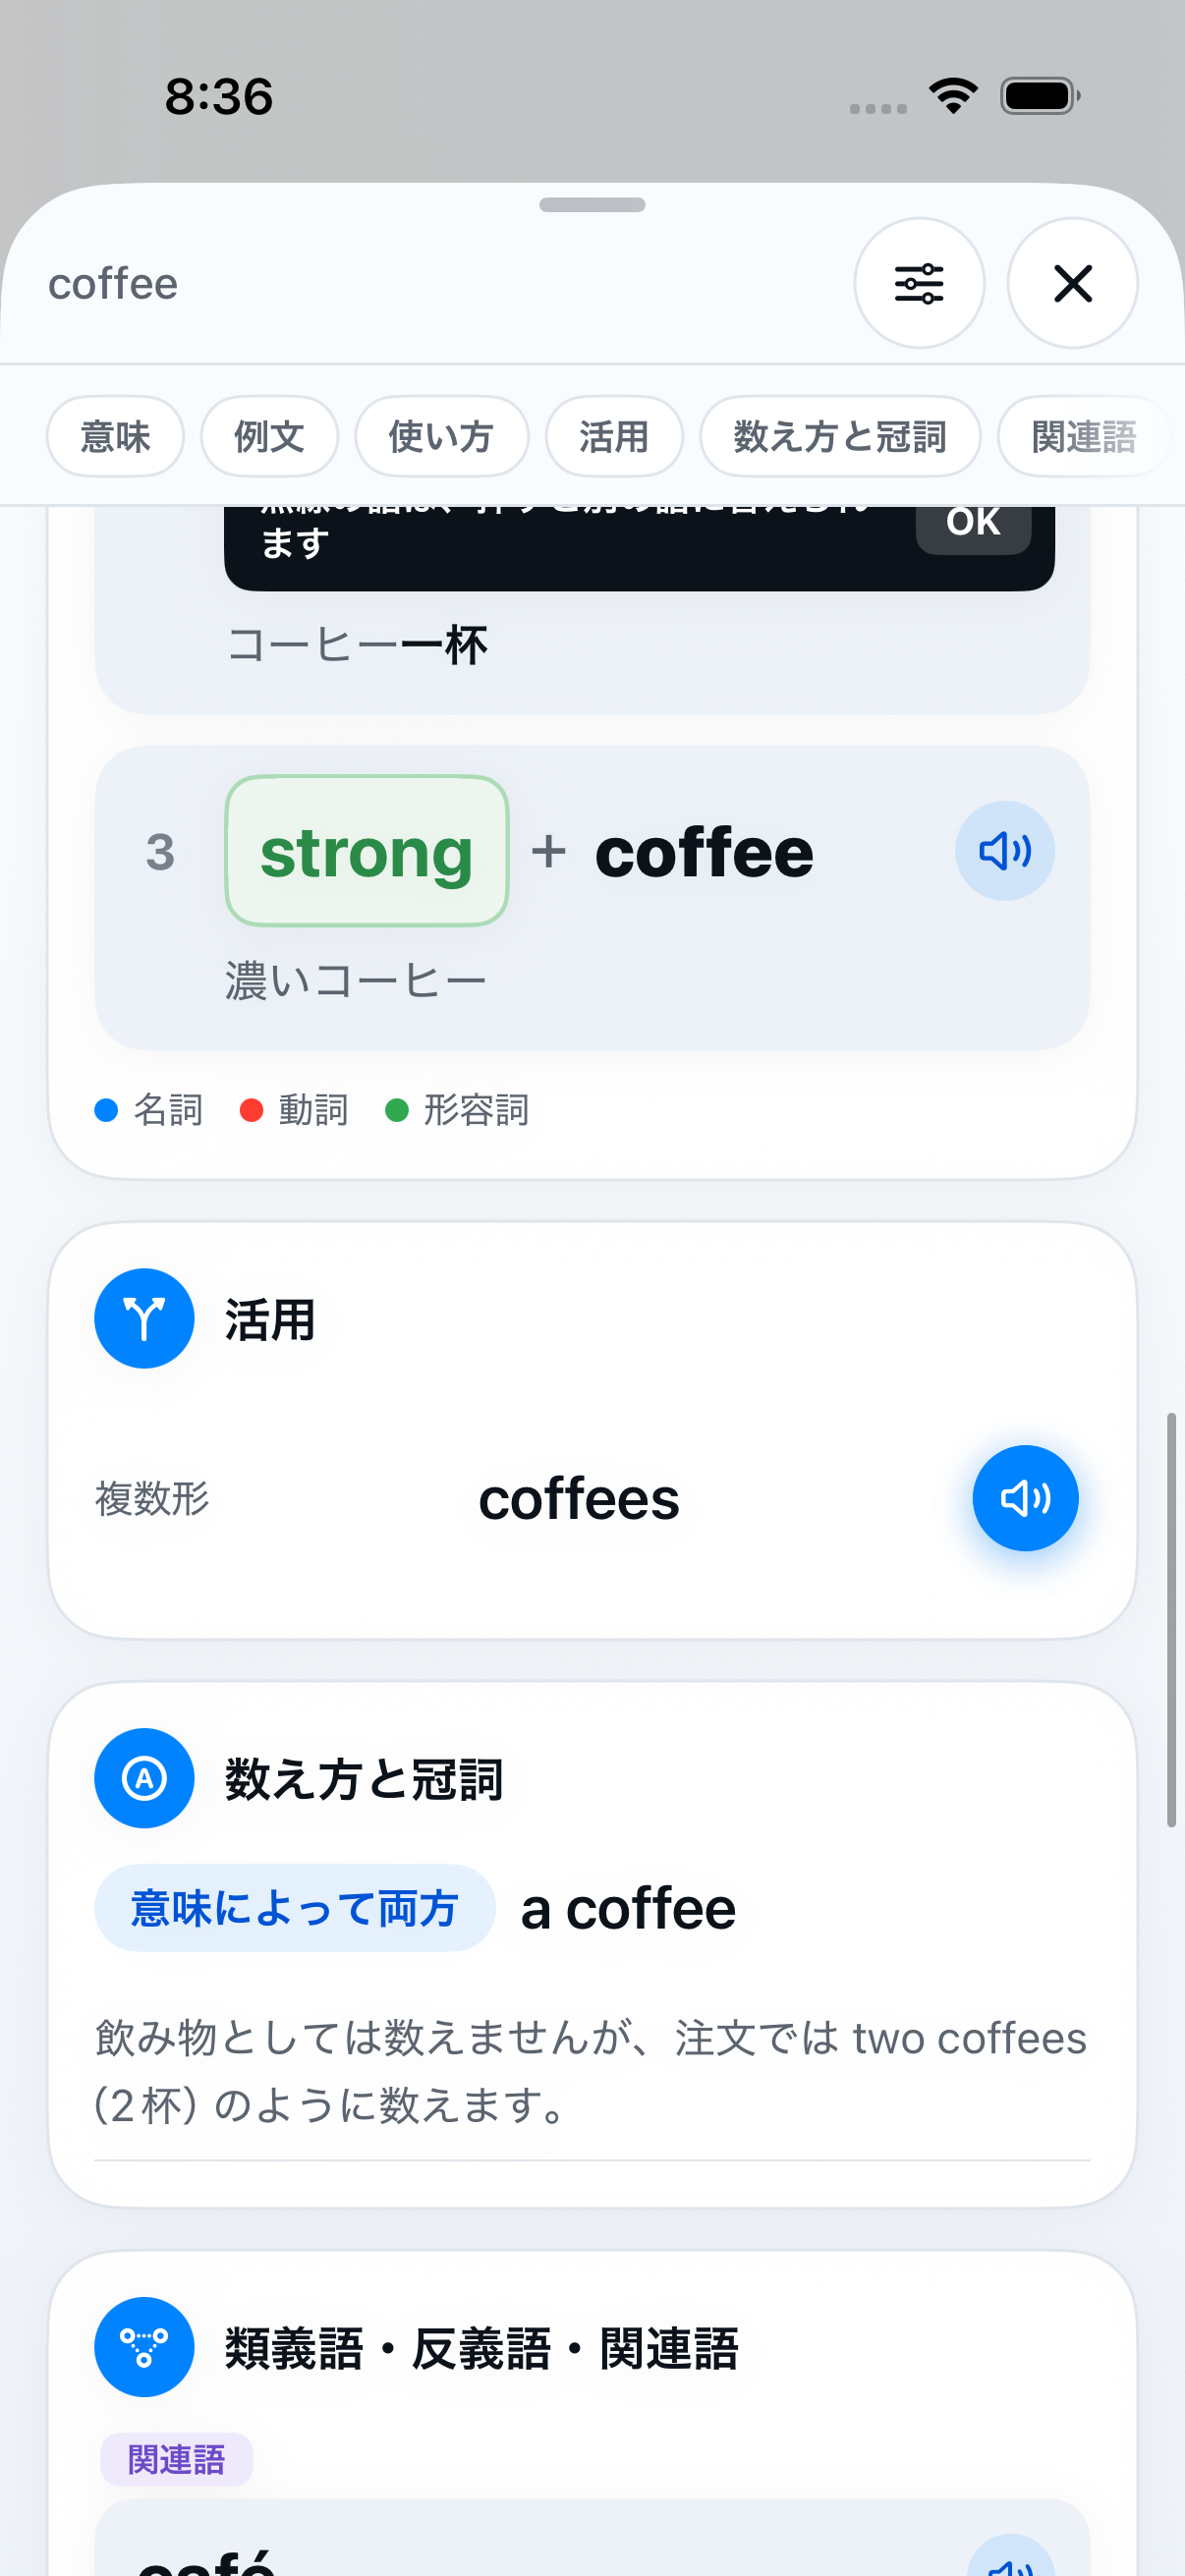 8:36
coffee
意味
例文
使い方
活用
数え方と冠詞
関連語
ます
OK
コーヒー一杯
3 strong + coffee
濃いコーヒー
名詞 動詞 形容詞
活用
複数形 coffees
数え方と冠詞
意味によって両方 a coffee
飲み物としては数えませんが、注文では two coffees
(2 杯) のように数えます。
類義語・反義語・関連語
関連語
café